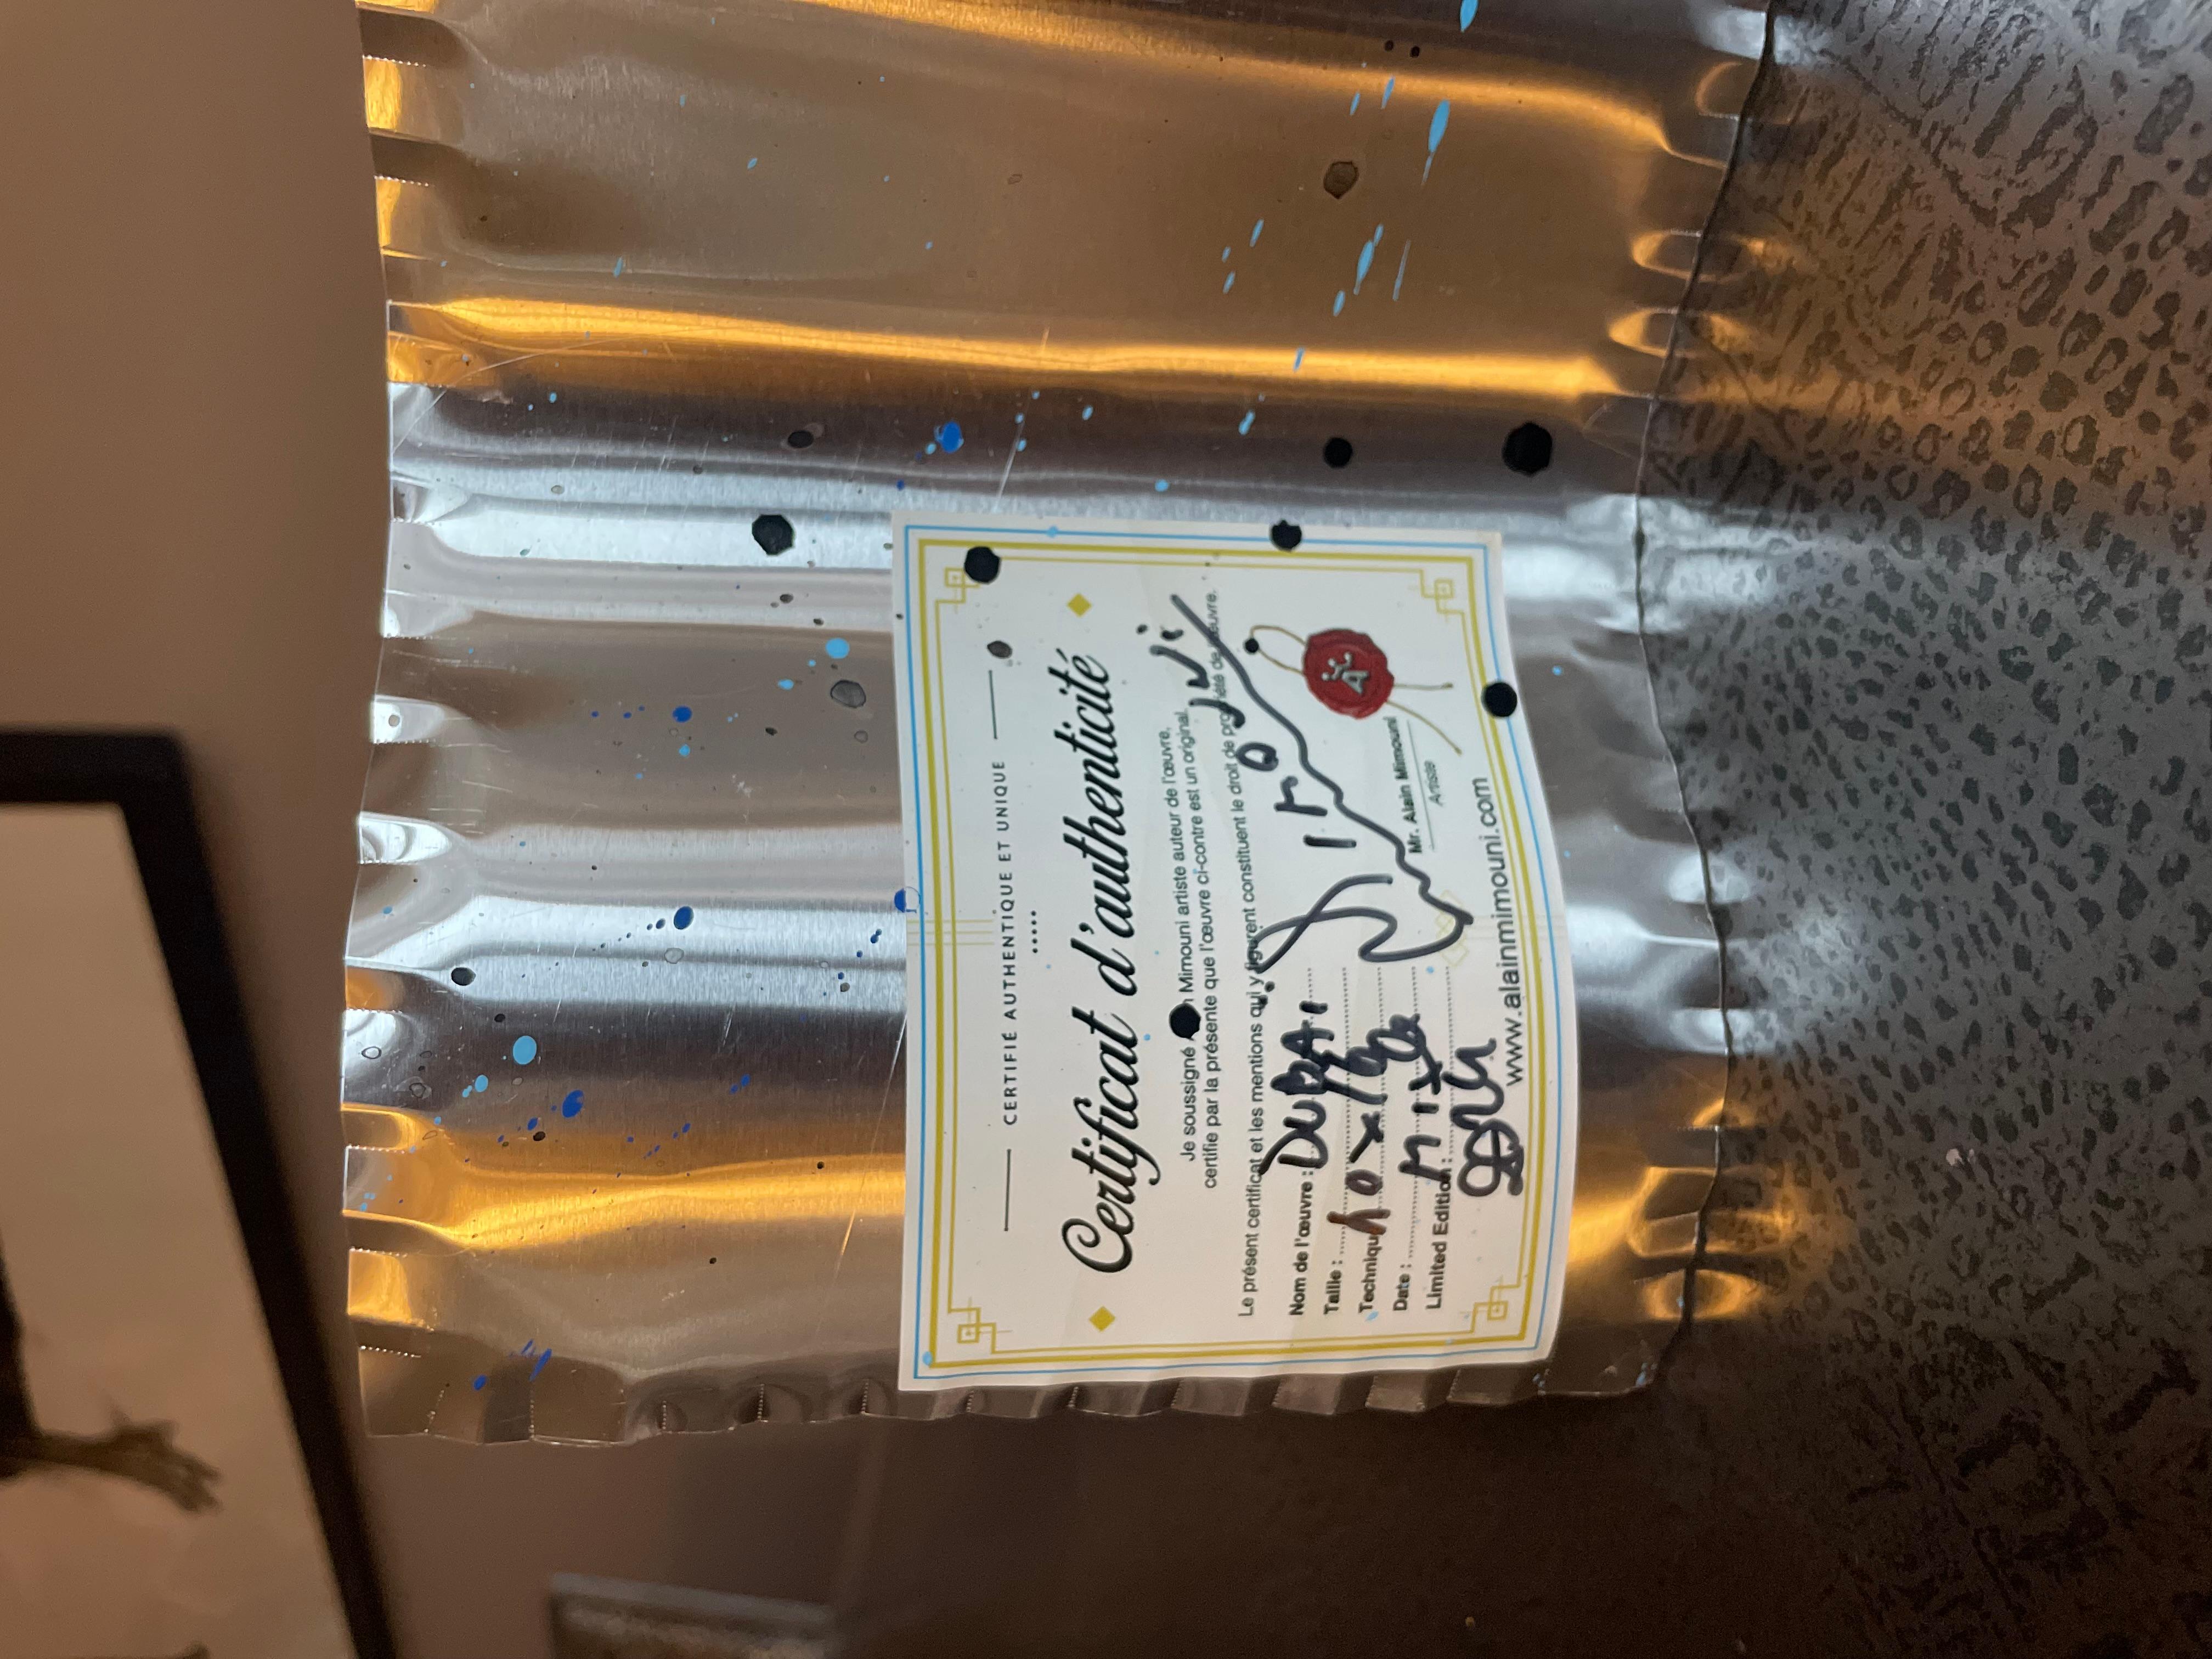 CERTIFIÉ AUTHENTIQUE ET UNIQUE
Certificat d'authenticité
Je soussigné Mimouni artiste auteur de l'œuvre,
certifie par la présente que l'œuvre ci-contre est un original.
Le présent certificat et les mentions qui y figurent constituent le droit de propriété de l'œuvre.
Nom de l'œuvre : DUBAI
Taille :
Technique
Date :
Limited Edition :
Mr. Alain Mimouni
Artiste
www.alainmimouni.com